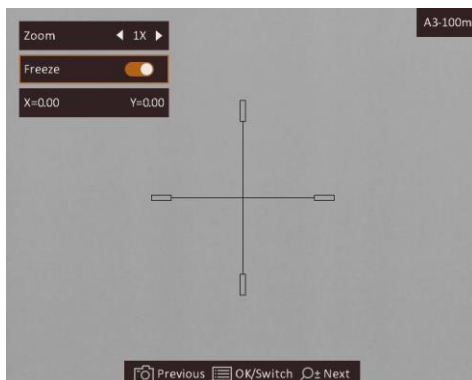 A3-100m
Zoom 1X
Freeze
X=0.00 Y=0.00
Previous OK/Switch Next